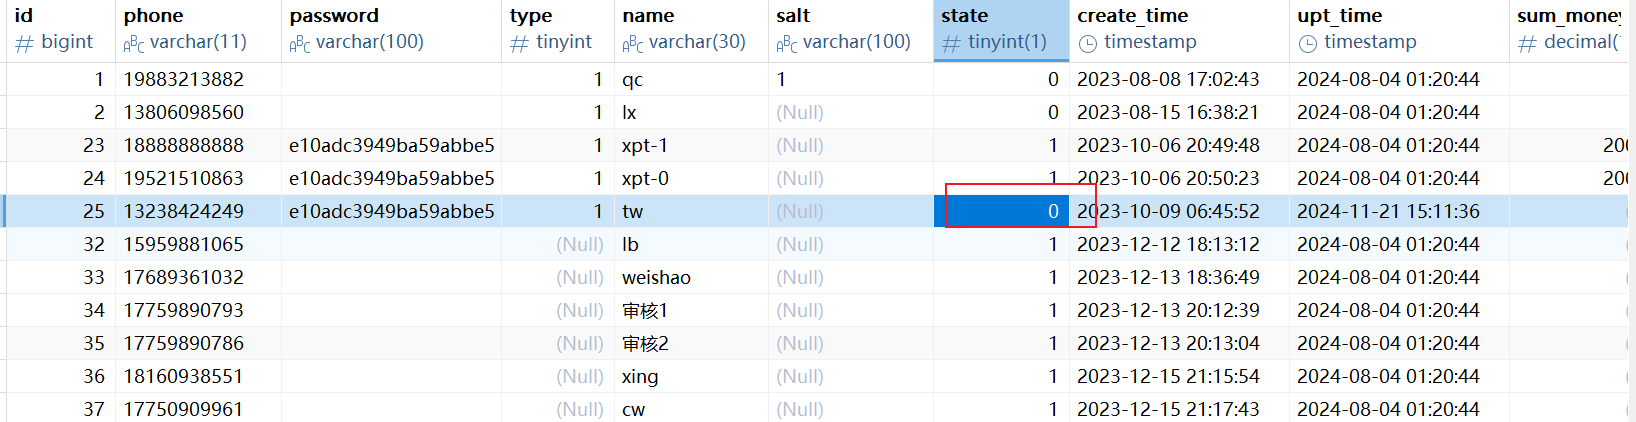 id phone password type name salt state create_time upt_time sum_money
# bigint ABC varchar(11) ABC varchar(100) # tinyint ABC varchar(30) ABC varchar(100) # tinyint(1) timestamp timestamp # decimal(
1 19883213882 1 qc 1 0 2023-08-08 17:02:43 2024-08-04 01:20:44
2 13806098560 1 lx (Null) 0 2023-08-15 16:38:21 2024-08-04 01:20:44
23 18888888888 e10adc3949ba59abbe5 1 xpt-1 (Null) 1 2023-10-06 20:49:48 2024-08-04 01:20:44 200
24 19521510863 e10adc3949ba59abbe5 1 xpt-0 (Null) 1 2023-10-06 20:50:23 2024-08-04 01:20:44 200
25 13238424249 e10adc3949ba59abbe5 1 tw (Null) 0 2023-10-09 06:45:52 2024-11-21 15:11:36 (
32 15959881065 (Null) lb (Null) 1 2023-12-12 18:13:12 2024-08-04 01:20:44 (
33 17689361032 (Null) weishao (Null) 1 2023-12-13 18:36:49 2024-08-04 01:20:44 (
34 17759890793 (Null) 审核1 (Null) 1 2023-12-13 20:12:39 2024-08-04 01:20:44 (
35 17759890786 (Null) 审核2 (Null) 1 2023-12-13 20:13:04 2024-08-04 01:20:44 (
36 18160938551 (Null) xing (Null) 1 2023-12-15 21:15:54 2024-08-04 01:20:44 (
37 17750909961 (Null) cw (Null) 1 2023-12-15 21:17:43 2024-08-04 01:20:44 (